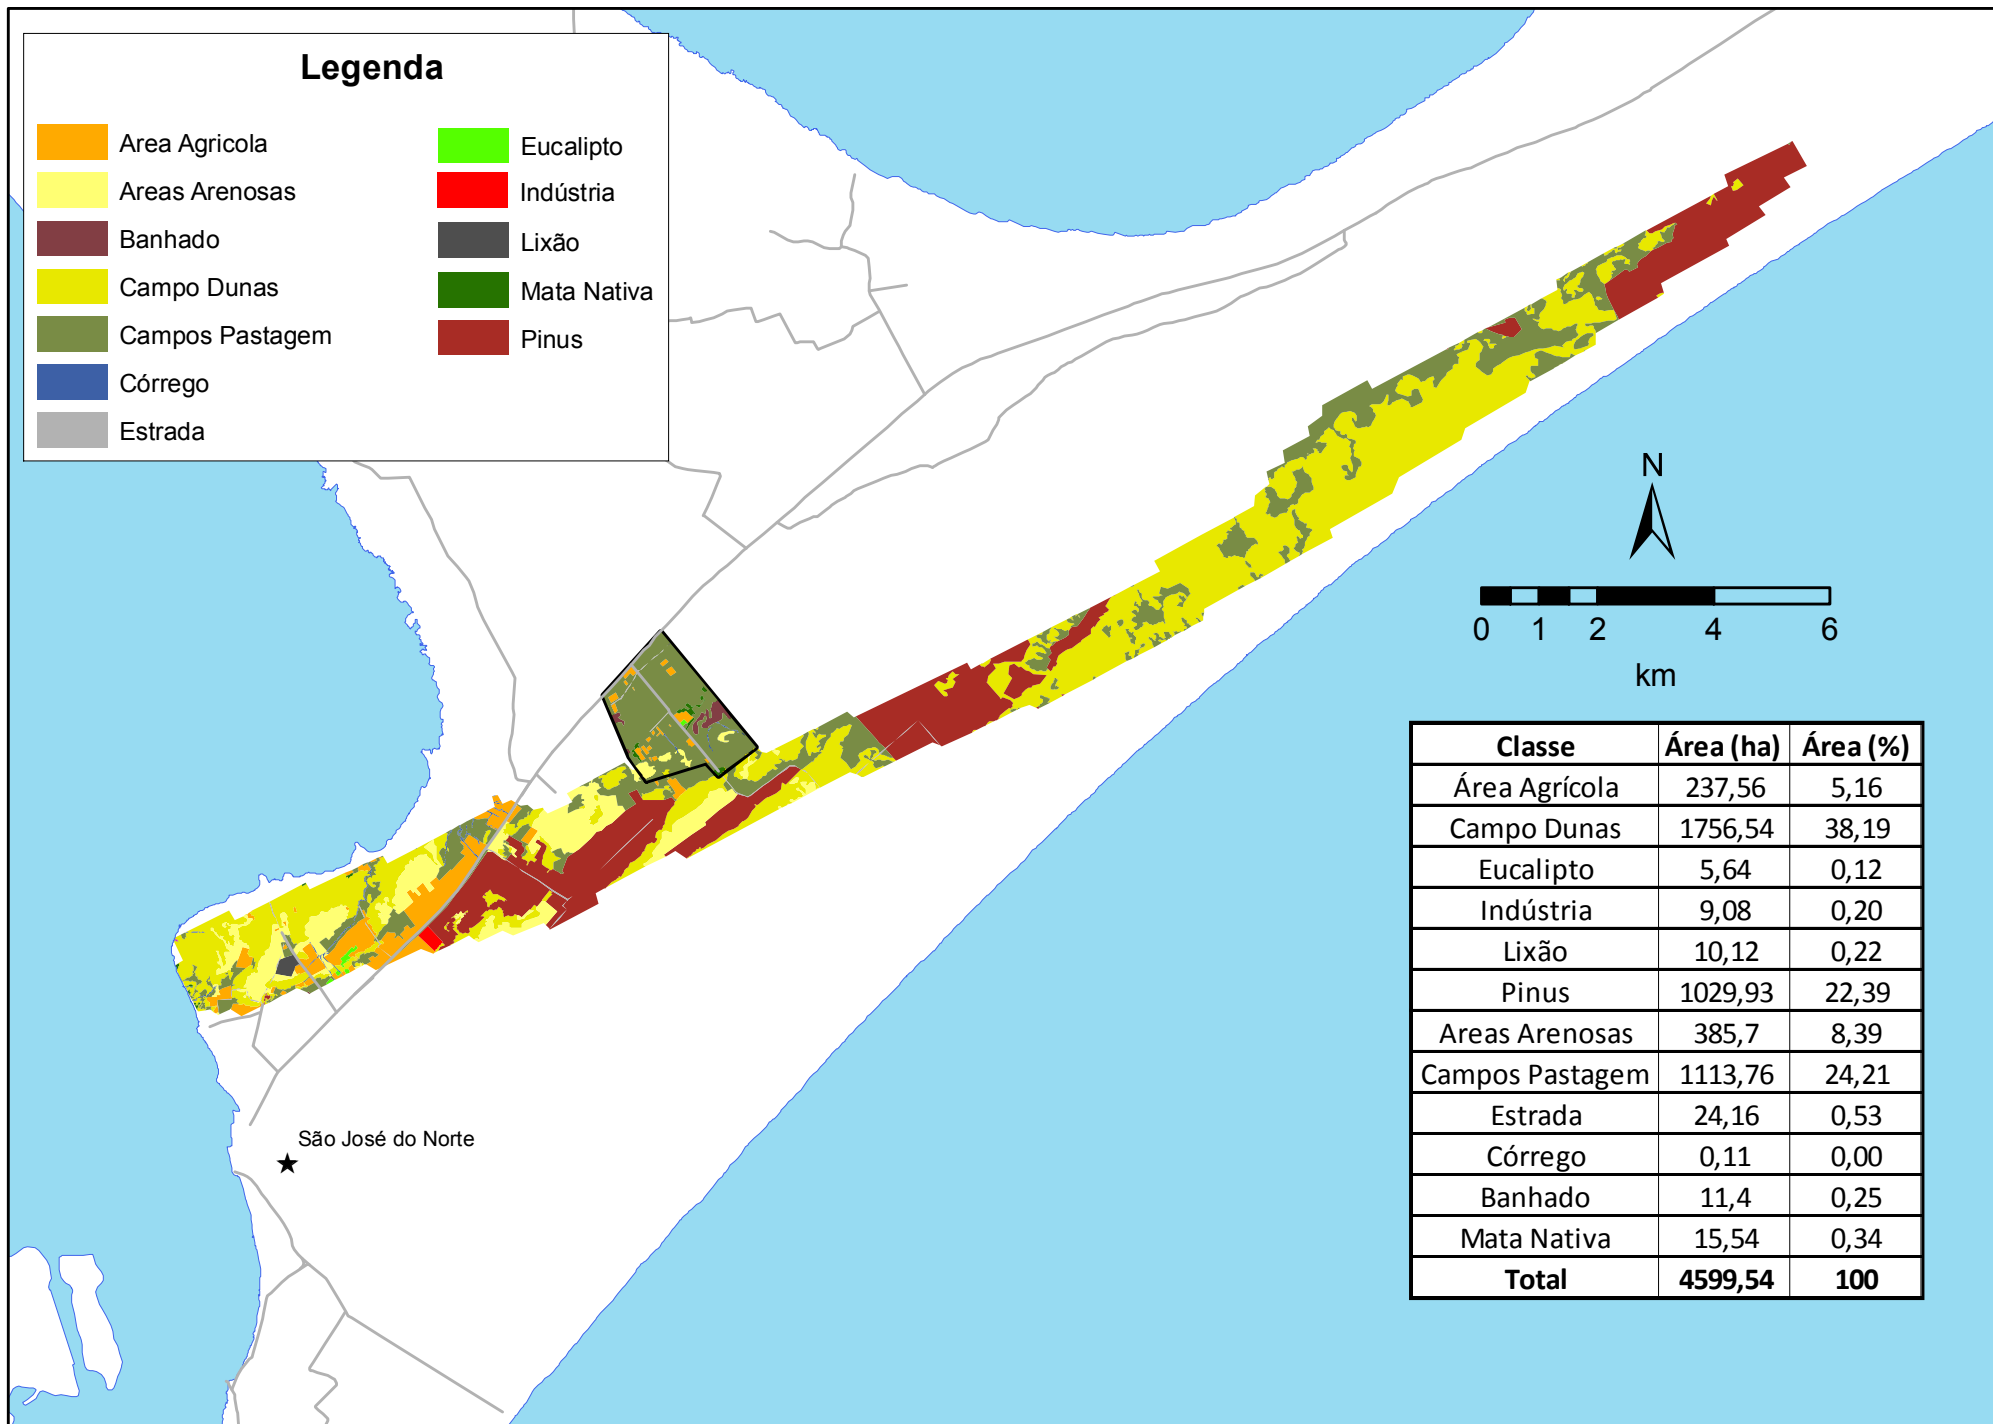 Legenda
Area Agricola
Areas Arenosas
Banhado
Campo Dunas
Campos Pastagem
Córrego
Estrada
Eucalipto
Indústria
Lixão
Mata Nativa
Pinus
N
0 1 2 4 6
km
Classe Área (ha) Área (%)
Área Agrícola 237,56 5,16
Campo Dunas 1756,54 38,19
Eucalipto 5,64 0,12
Indústria 9,08 0,20
Lixão 10,12 0,22
Pinus 1029,93 22,39
Areas Arenosas 385,7 8,39
Campos Pastagem 1113,76 24,21
Estrada 24,16 0,53
Córrego 0,11 0,00
Banhado 11,4 0,25
Mata Nativa 15,54 0,34
Total 4599,54 100
São José do Norte